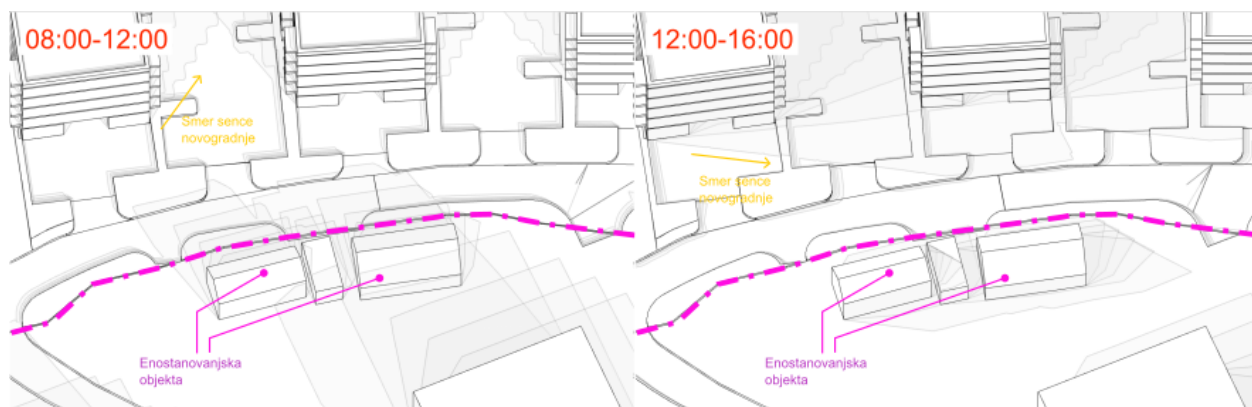 08:00-12:00
Smer sence
novogradnje
Enostanovanjska
objekta
12:00-16:00
Smer sence
novogradnje
Enostanovanjska
objekta